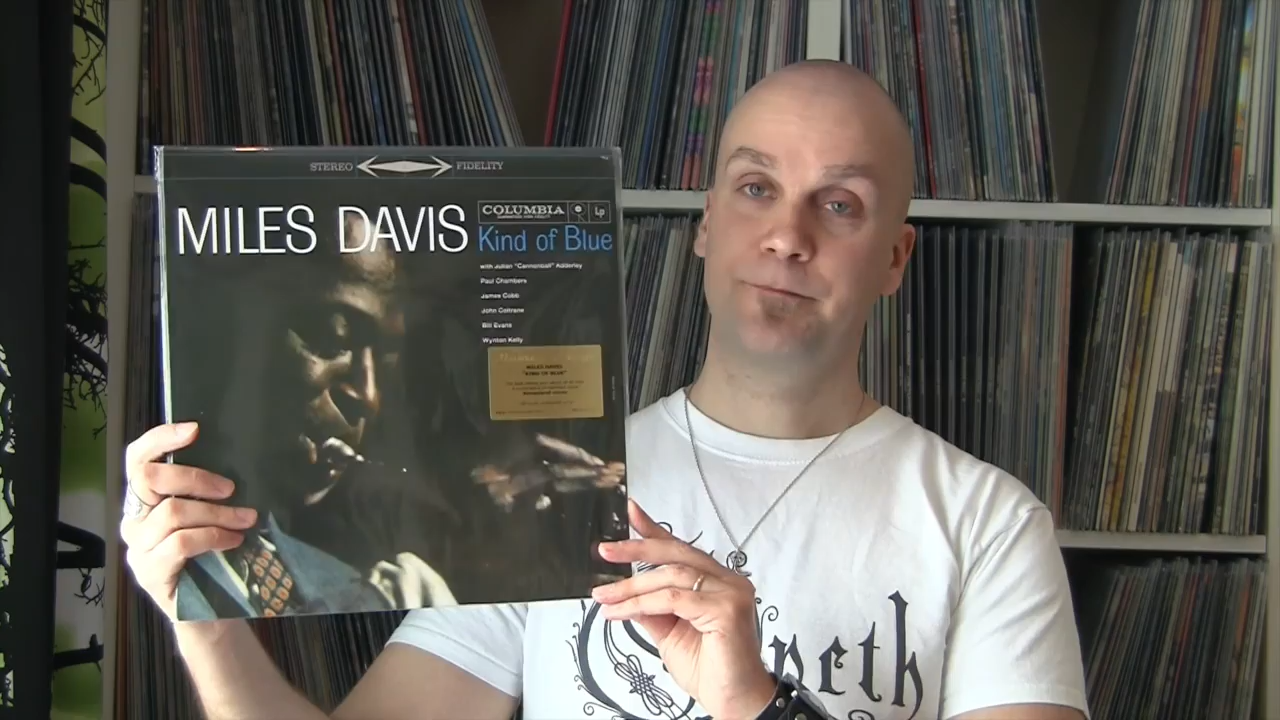 STEREO FIDELITY
MILES DAVIS
COLUMBIA
Lp
Kind of Blue
with Julian "Cannonball" Adderley
Paul Chambers
James Cobb
John Coltrane
Bill Evans
Wynton Kelly
MILES DAVIS
"KIND OF BLUE"
peth